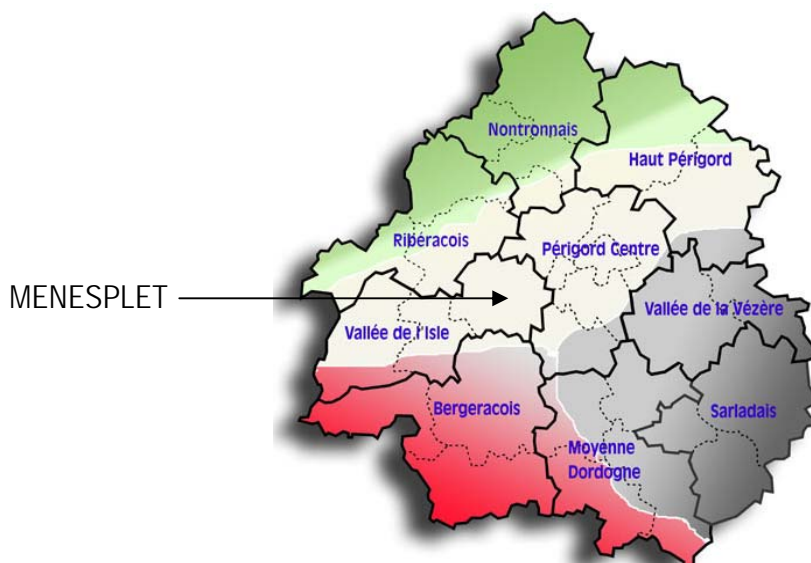 Nontronnais
Haut Périgord
Ribéracois
Périgord Centre
MENESPLET
Vallée de l'Isle
Vallée de la Vézère
Bergeracois
Sarladais
Moyenne
Dordogne